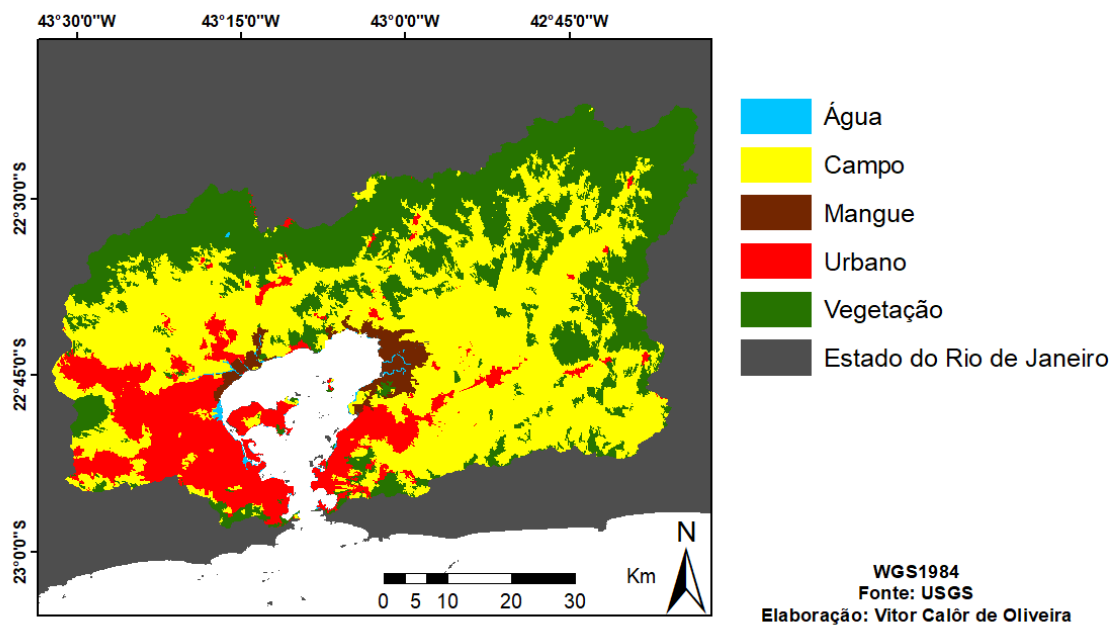 43°30'0"W 43°15'0"W 43°0'0"W 42°45'0"W
22°30'0"S
22°45'0"S
23°0'0"S
Água
Campo
Mangue
Urbano
Vegetação
Estado do Rio de Janeiro
N
Km
0 5 10 20 30
WGS1984
Fonte: USGS
Elaboração: Vitor Calôr de Oliveira